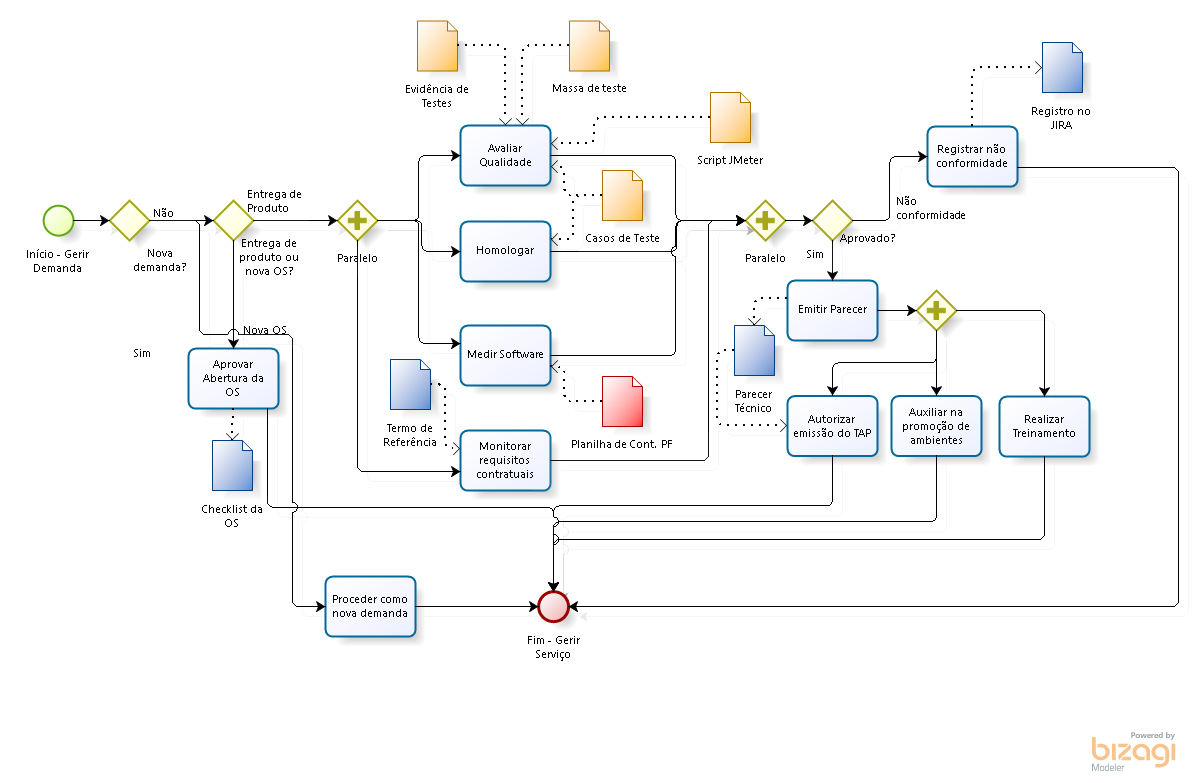 Evidência de
Testes
Massa de teste
Script JMeter
Registro no
JIRA
Avaliar
Qualidade
Registrar não
conformidade
Casos de Teste
Início - Gerir
Demanda
Não
Nova
demanda?
Entrega de
Produto
Entrega de
produto ou
nova OS?
Paralelo
Homologar
Paralelo
Aprovado?
Não
conformidade
Sim
Emitir Parecer
Nova OS
Sim
Aprovar
Abertura da
OS
Medir Software
Termo de
Referência
Planilha de Cont. PF
Parecer
Técnico
Autorizar
emissão do TAP
Auxiliar na
promoção de
ambientes
Realizar
Treinamento
Monitorar
requisitos
contratuais
Checklist da
OS
Proceder como
nova demanda
Fim - Gerir
Serviço
Powered by
bizagi
Modeler